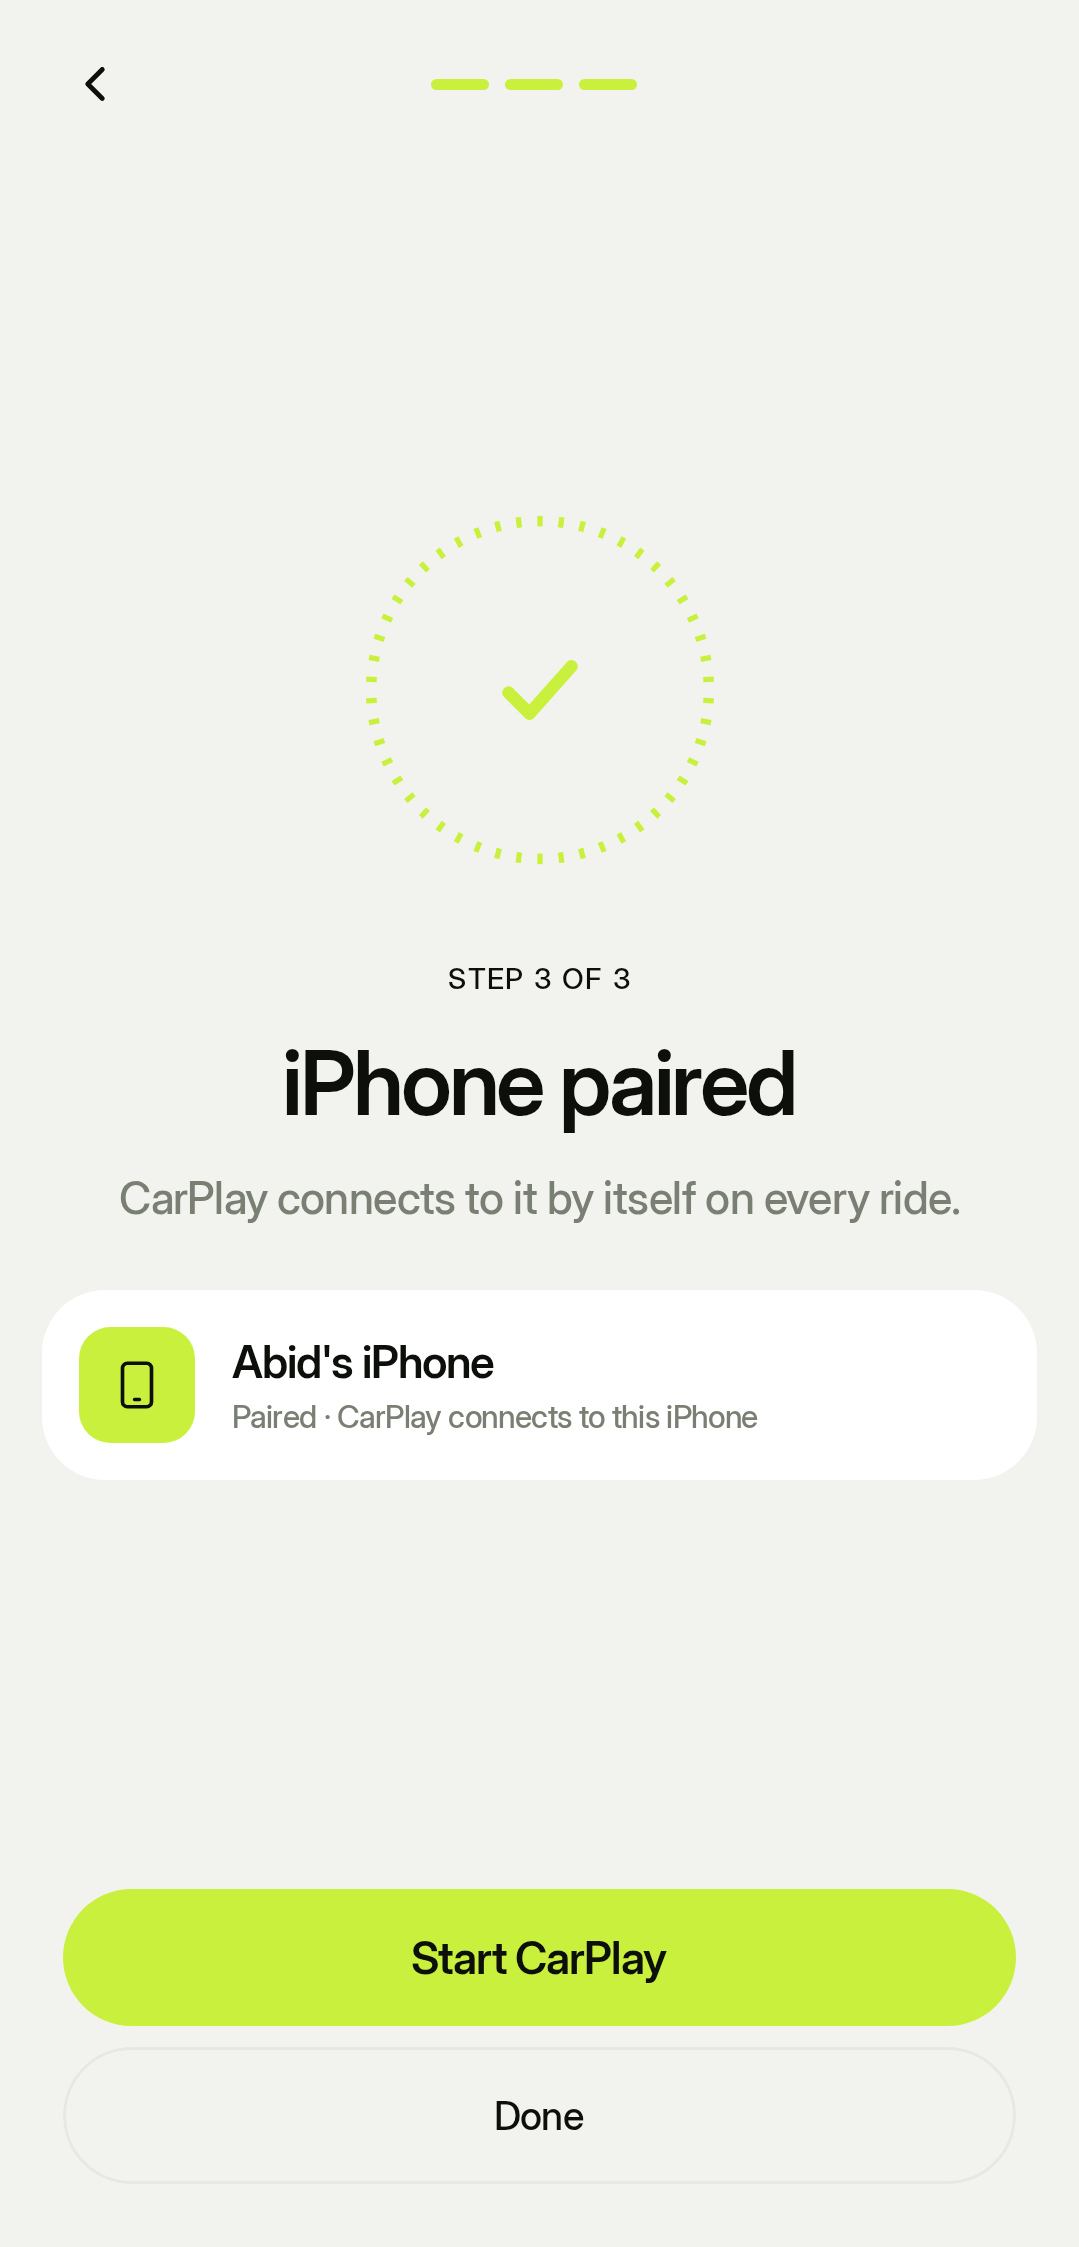 STEP 3 OF 3
iPhone paired
CarPlay connects to it by itself on every ride.
Abid's iPhone
Paired · CarPlay connects to this iPhone
Start CarPlay
Done